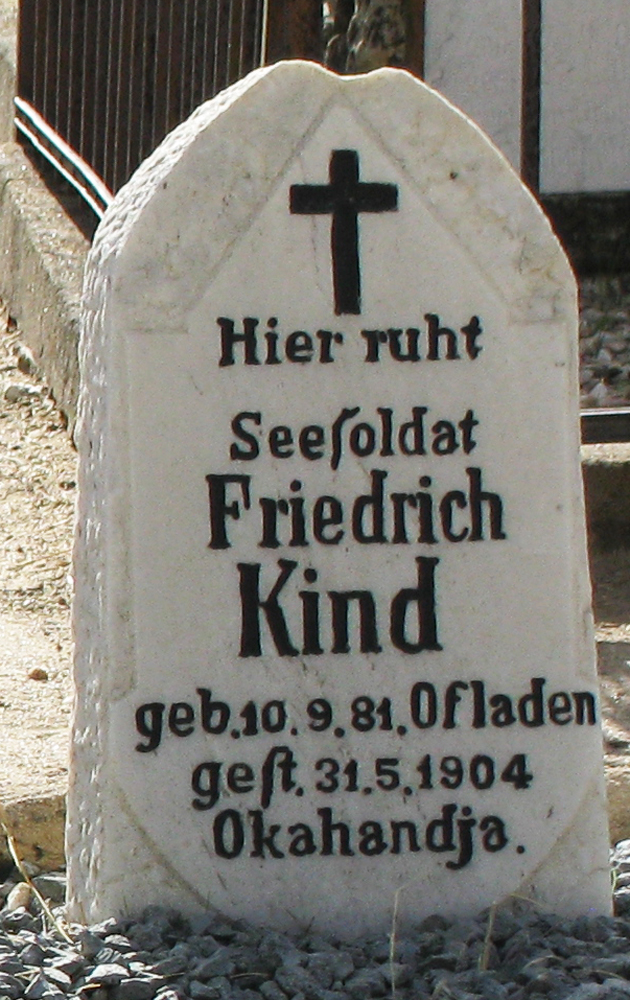 Hier ruht
Seeſoldat
Friedrich
Kind
geb. 10. 9. 81. Ofladen
geſt. 31. 5. 1904
Okahandja.